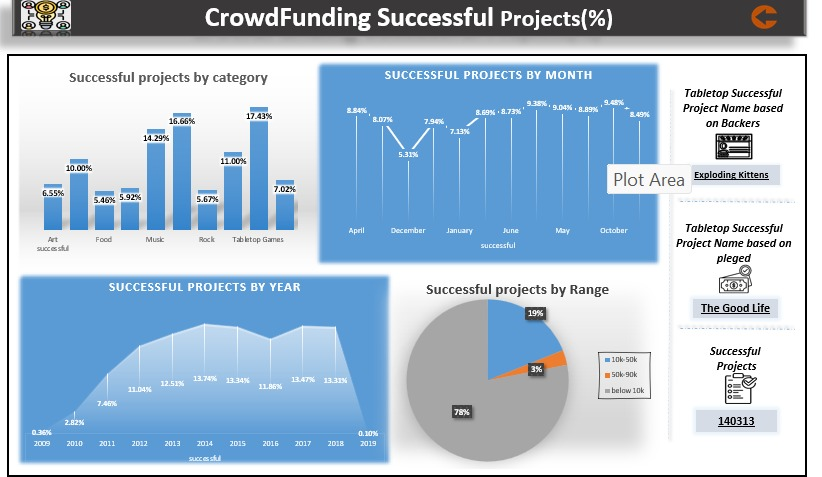 CrowdFunding Successful Projects(%)
Successful projects by category
6.55%
10.00%
5.46%
5.92%
14.29%
16.66%
5.67%
11.00%
17.43%
7.02%
Art
Food
Music
Rock
Tabletop Games
successful
SUCCESSFUL PROJECTS BY MONTH
8.84%
8.07%
5.31%
7.94%
7.13%
8.69%
8.73%
9.38%
9.04%
8.89%
9.48%
8.49%
Plot Area
April
December
January
June
May
October
successful
Tabletop Successful
Project Name based
on Backers
Exploding Kittens
Tabletop Successful
Project Name based on
pleged
The Good Life
Successful
Projects
140313
SUCCESSFUL PROJECTS BY YEAR
0.36%
2.82%
7.46%
11.04%
12.51%
13.74%
13.34%
11.86%
13.47%
13.31%
0.10%
2009
2010
2011
2012
2013
2014
2015
2016
2017
2018
2019
successful
Successful projects by Range
19%
3%
78%
10k-50k
50k-90k
below 10k